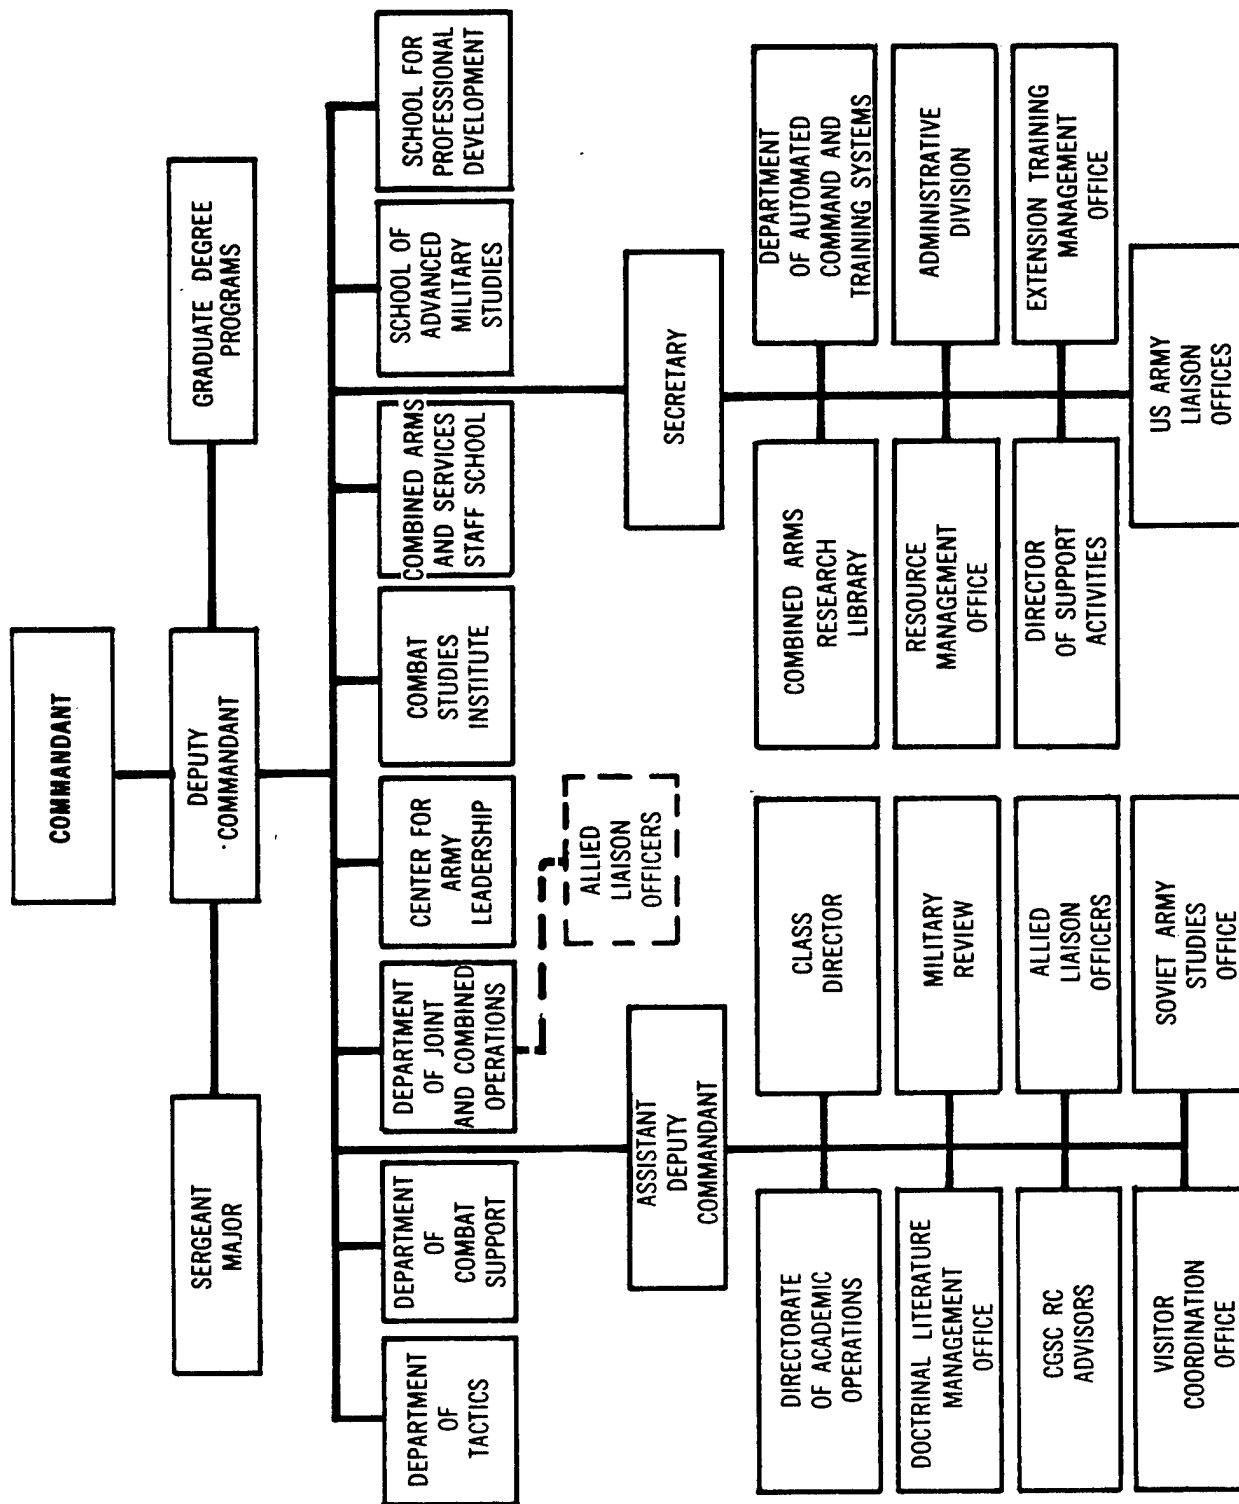 COMMANDANT
SERGEANT
MAJOR
DEPUTY
COMMANDANT
GRADUATE DEGREE
PROGRAMS
DEPARTMENT
OF
TACTICS
DEPARTMENT
OF
COMBAT
SUPPORT
DEPARTMENT
OF JOINT
AND COMBINED
OPERATIONS
CENTER FOR
ARMY
LEADERSHIP
COMBAT
STUDIES
INSTITUTE
COMBINED ARMS
AND SERVICES
STAFF SCHOOL
SCHOOL OF
ADVANCED
MILITARY
STUDIES
SCHOOL FOR
PROFESSIONAL
DEVELOPMENT
ALLIED
LIAISON
OFFICERS
ASSISTANT
DEPUTY
COMMANDANT
SECRETARY
DIRECTORATE
OF ACADEMIC
OPERATIONS
CLASS
DIRECTOR
DOCTRINAL LITERATURE
MANAGEMENT
OFFICE
MILITARY
REVIEW
CGSC RC
ADVISORS
ALLIED
LIAISON
OFFICERS
VISITOR
COORDINATION
OFFICE
SOVIET ARMY
STUDIES
OFFICE
COMBINED ARMS
RESEARCH
LIBRARY
DEPARTMENT
OF AUTOMATED
COMMAND AND
TRAINING SYSTEMS
RESOURCE
MANAGEMENT
OFFICE
ADMINISTRATIVE
DIVISION
DIRECTOR
OF SUPPORT
ACTIVITIES
EXTENSION TRAINING
MANAGEMENT
OFFICE
US ARMY
LIAISON
OFFICES